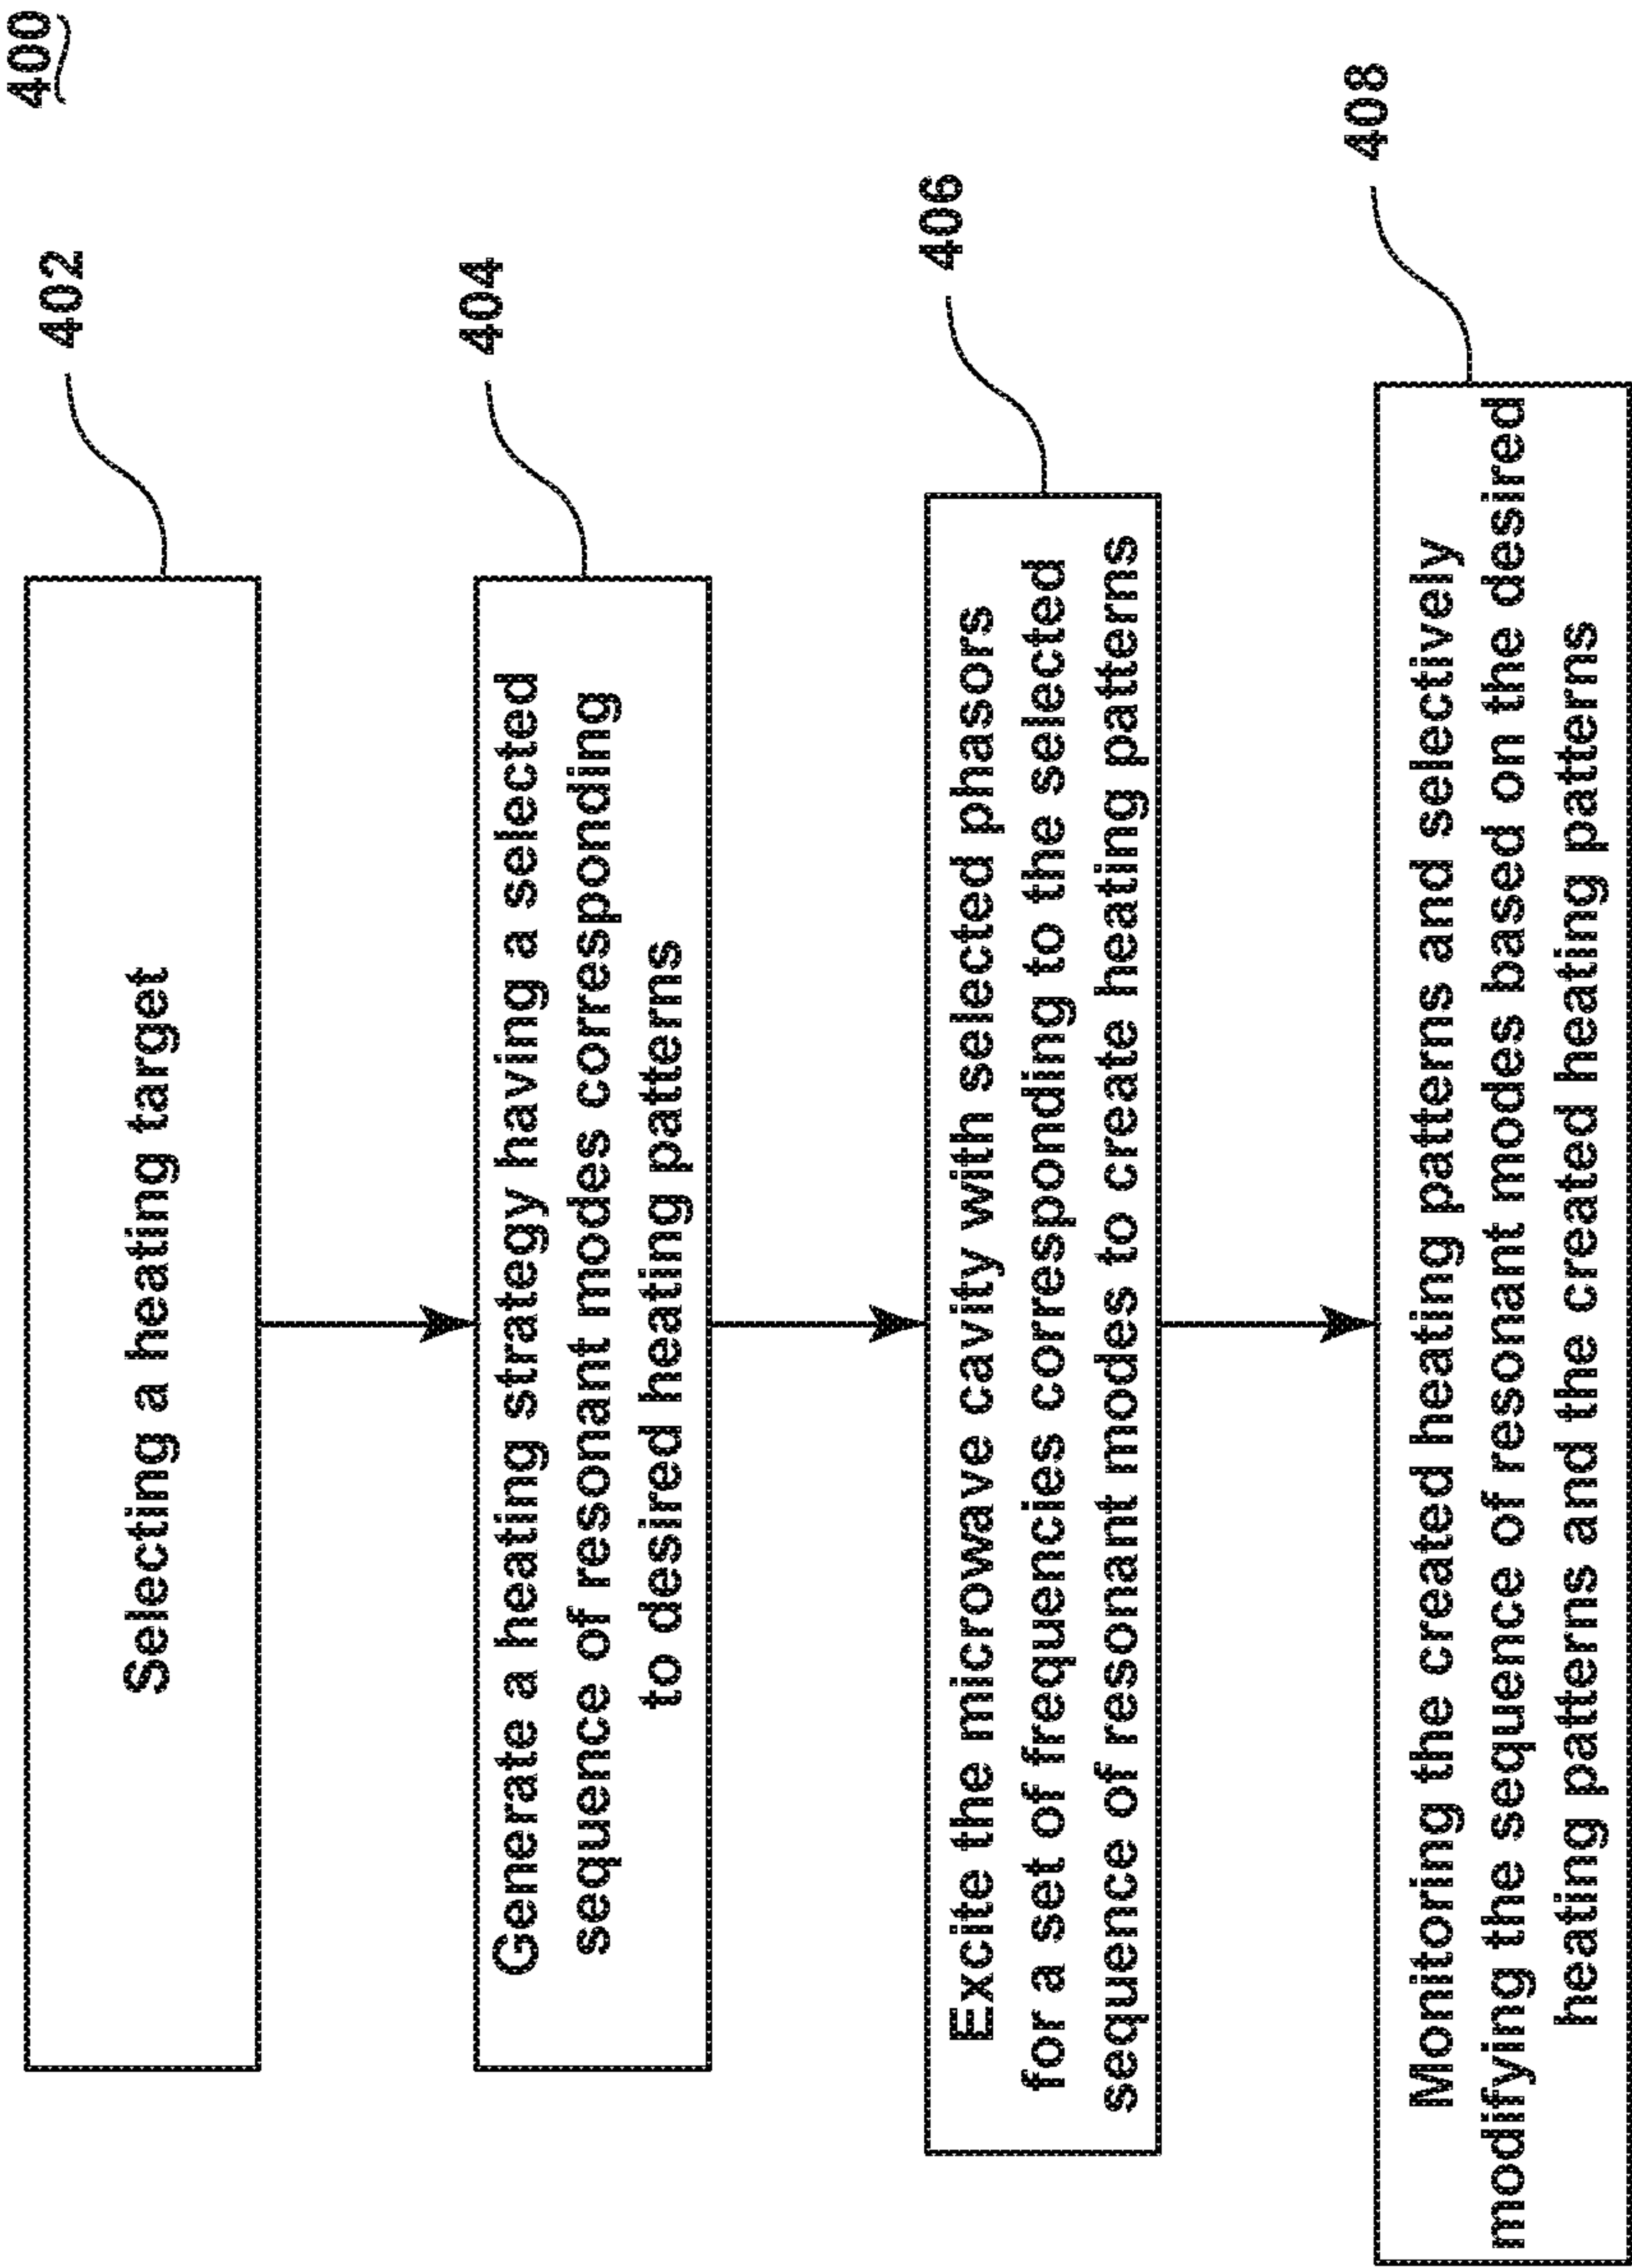 400
402
Selecting a heating target
404
Generate a heating strategy having a selected
sequence of resonant modes corresponding
to desired heating patterns
406
Excite the microwave cavity with selected phasors
for a set of frequencies corresponding to the selected
sequence of resonant modes to create heating patterns
408
Monitoring the created heating patterns and selectively
modifying the sequence of resonant modes based on the desired
heating patterns and the created heating patterns